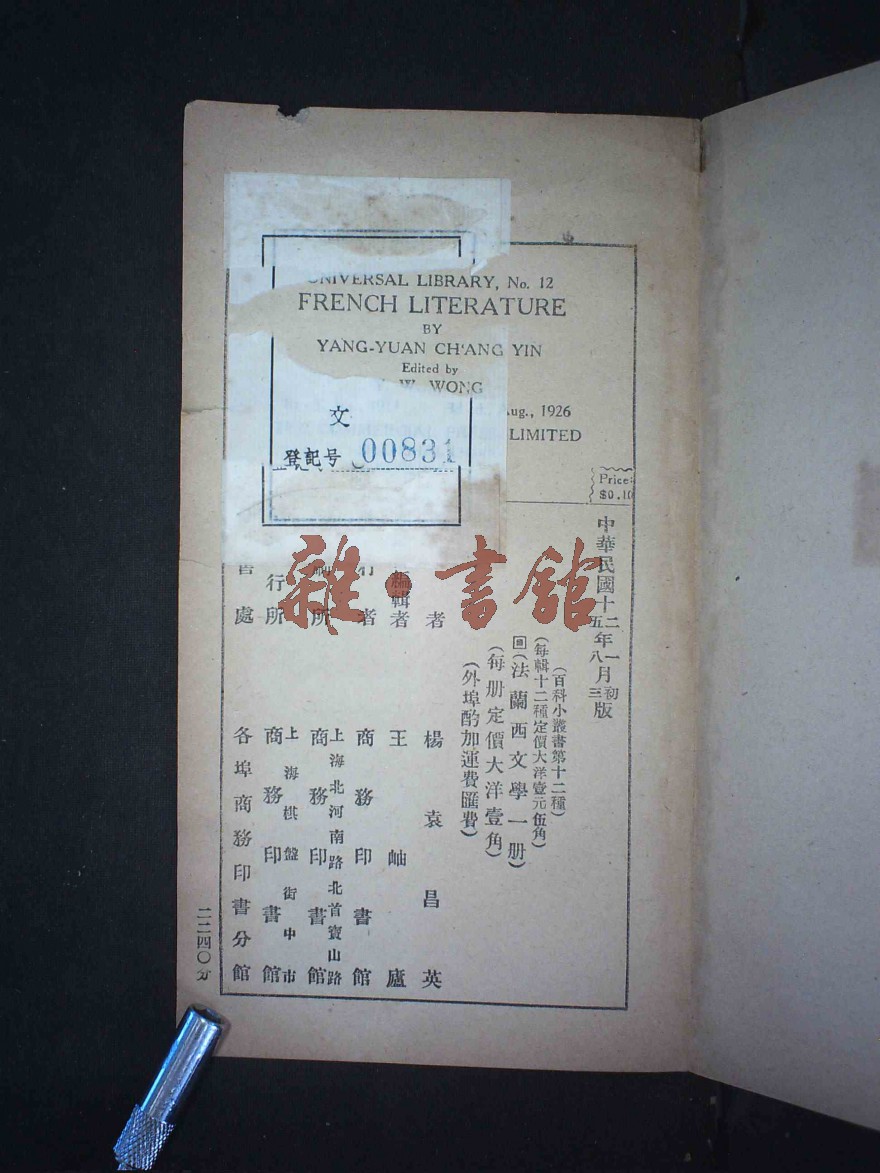 UNIVERSAL LIBRARY, No. 12
FRENCH LITERATURE
BY
YANG-YUAN CH'ANG YIN
Edited by
W. WONG
Aug., 1926
LIMITED
Price:
$0.10
文
登記号 00831
雜·書館
中華民國十二年一月初版
五年八月三版
(百科小叢書第十二種)
(每輯十二種定價大洋壹元伍角)
(法蘭西文學一册)
(每册定價大洋壹角)
(外埠酌加運費匯費)
者 楊袁昌英
編輯者 王岫廬
行者 商務印書館
刷所 上海北河南路北首寶山路 商務印書館
行所 上海棋盤街中市 商務印書館
售處 各埠商務印書分館
二二四〇分